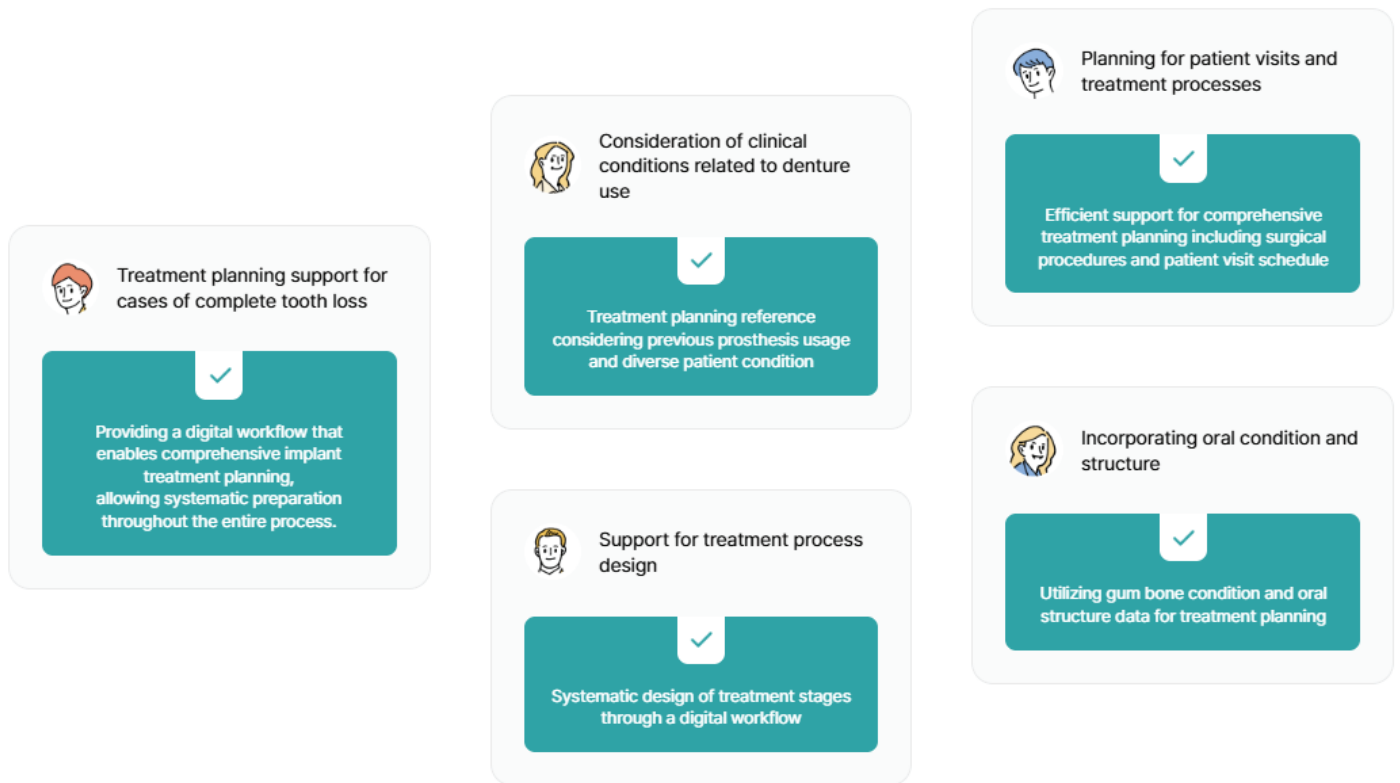 Treatment planning support for
cases of complete tooth loss
Providing a digital workflow that
enables comprehensive implant
treatment planning,
allowing systematic preparation
throughout the entire process.
Consideration of clinical
conditions related to denture
use
Treatment planning reference
considering previous prosthesis usage
and diverse patient condition
Support for treatment process
design
Systematic design of treatment stages
through a digital workflow
Planning for patient visits and
treatment processes
Efficient support for comprehensive
treatment planning including surgical
procedures and patient visit schedule
Incorporating oral condition and
structure
Utilizing gum bone condition and oral
structure data for treatment planning